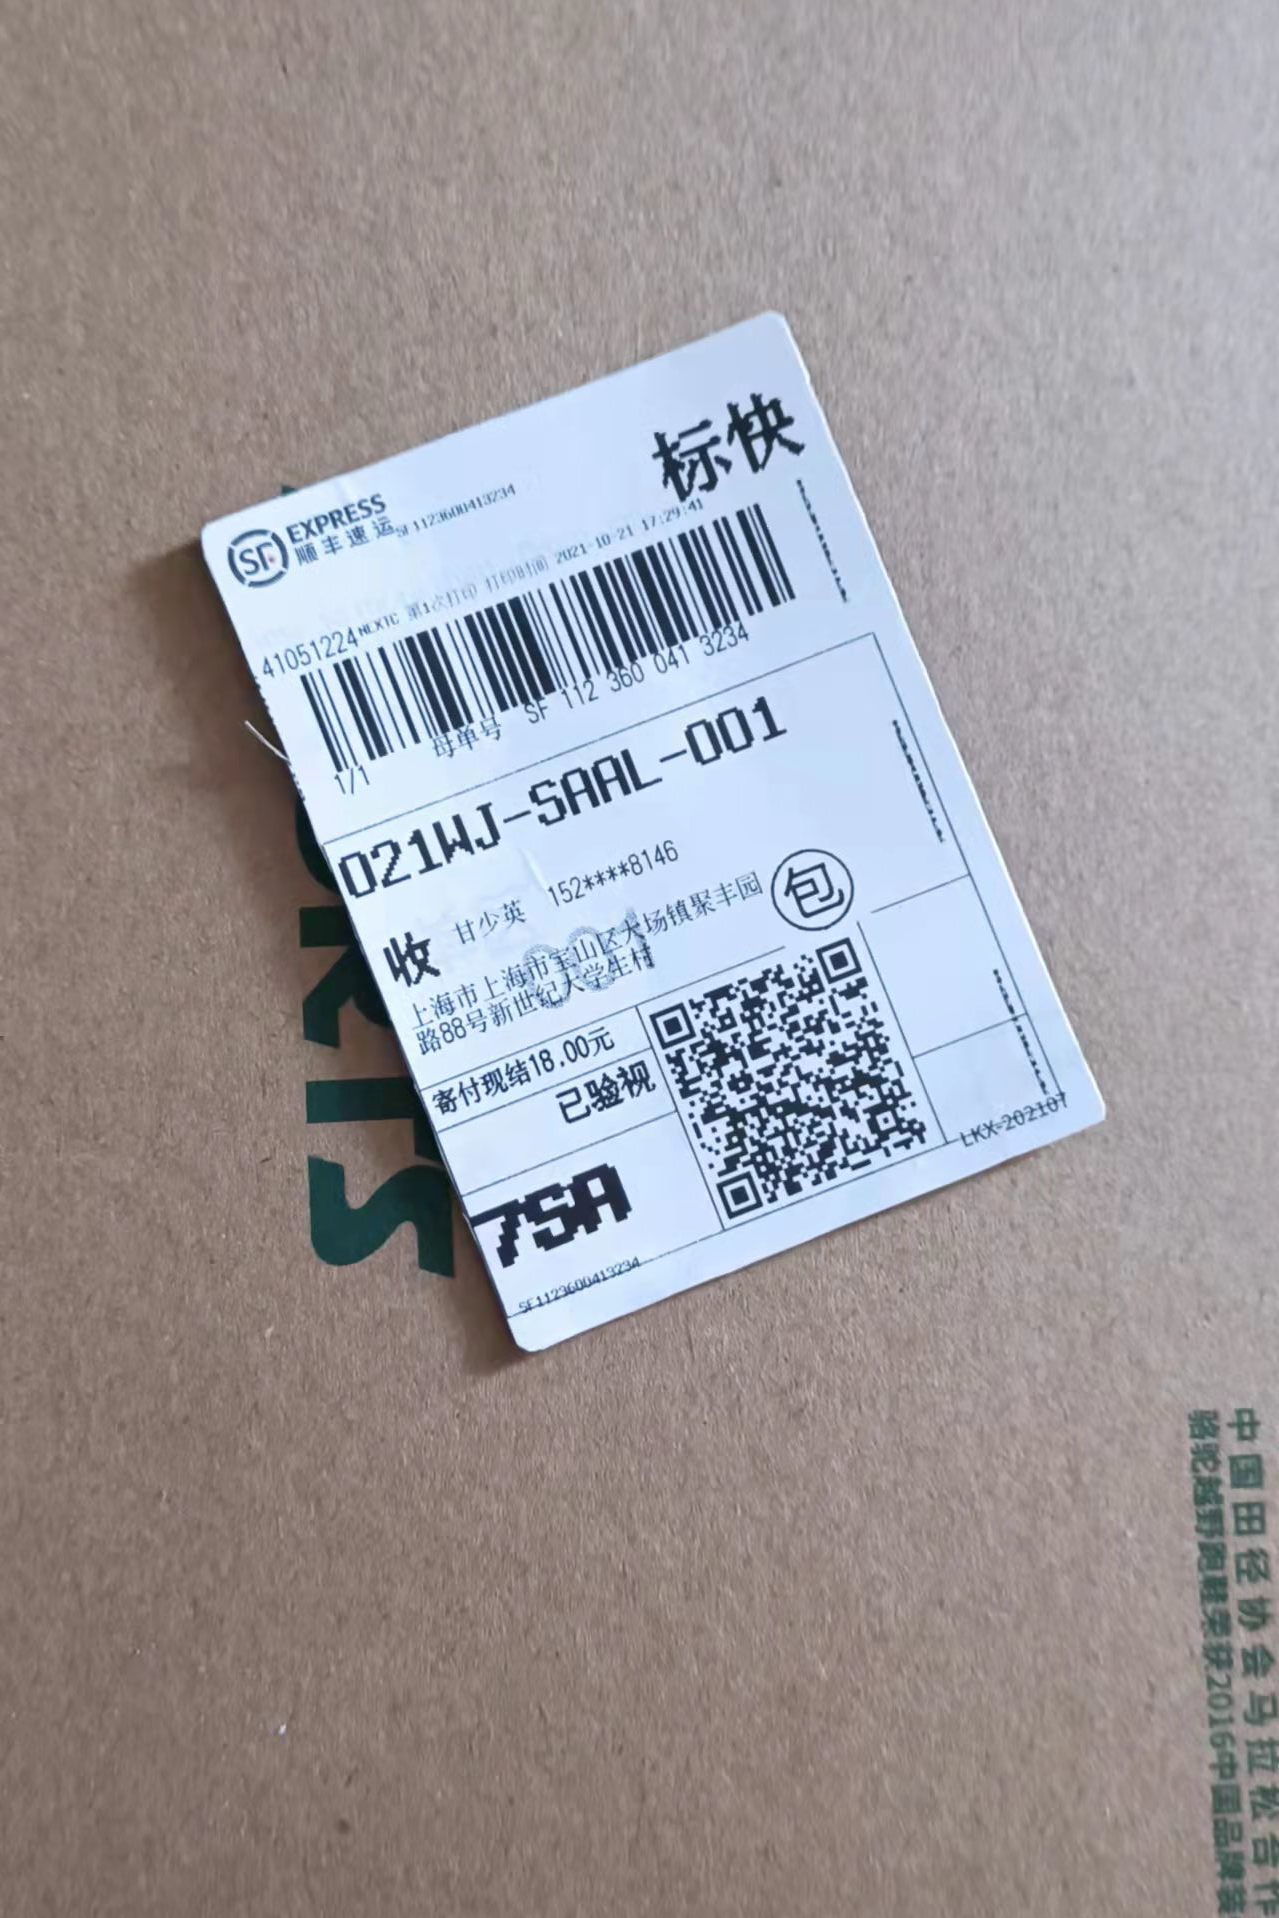 标快
SF EXPRESS
顺丰速运
SF1123600413234
41051224
NEXTC 第1次打印 打印时间 2021-10-21 17:29:41
1/1 母单号 SF 112 360 041 3234
021WJ-SAAL-001
收 甘少英 152****8146
上海市上海市宝山区大场镇聚丰园
路88号新世纪大学生村
包
寄付现结18.00元
已验视
7SA
SF1123600413234
LKX-202107
中国田径协会马拉松合作
骆驼越野跑鞋荣获2016中国品牌装